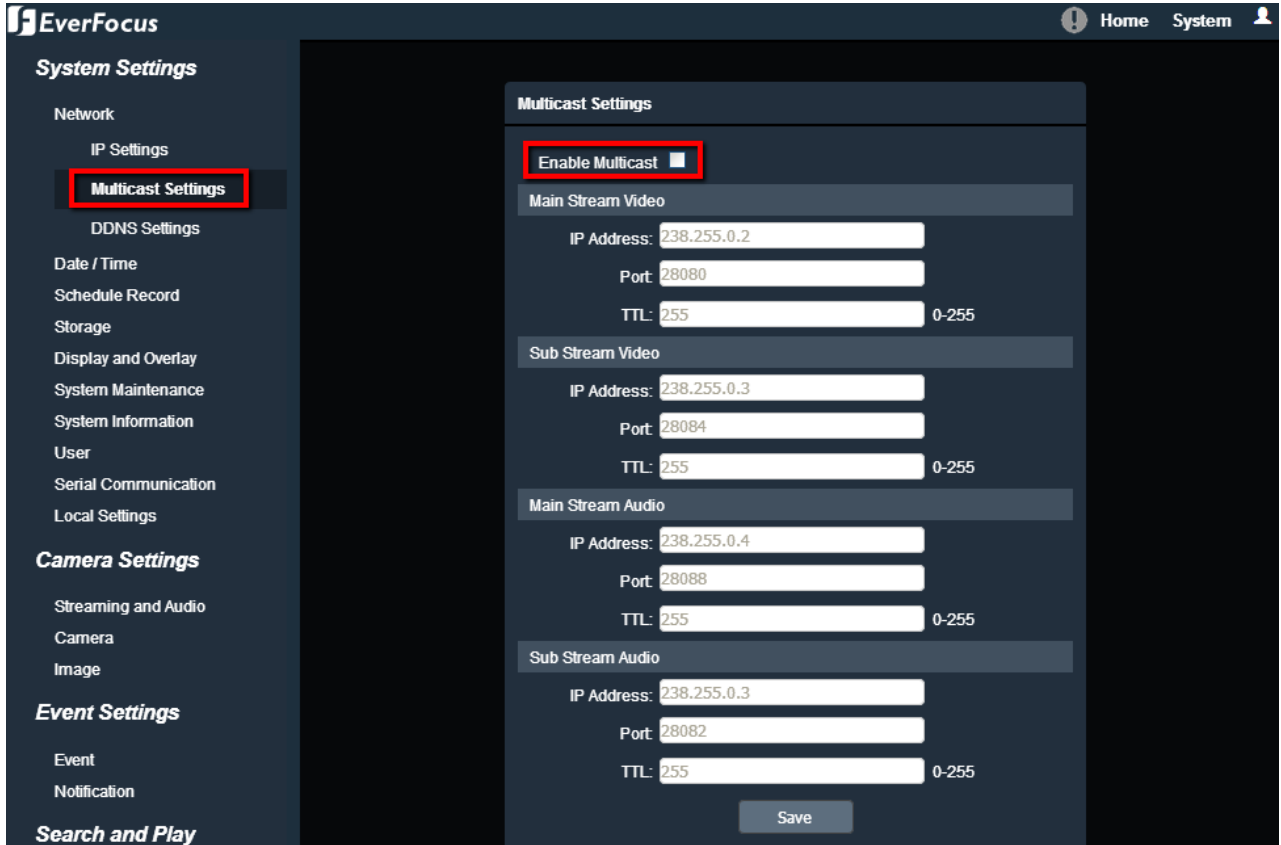 EverFocus
Home System
System Settings
Network
IP Settings
Multicast Settings
DDNS Settings
Date / Time
Schedule Record
Storage
Display and Overlay
System Maintenance
System Information
User
Serial Communication
Local Settings
Camera Settings
Streaming and Audio
Camera
Image
Event Settings
Event
Notification
Search and Play
Multicast Settings
Enable Multicast
Main Stream Video
IP Address: 238.255.0.2
Port: 28080
TTL: 255 0-255
Sub Stream Video
IP Address: 238.255.0.3
Port: 28084
TTL: 255 0-255
Main Stream Audio
IP Address: 238.255.0.4
Port: 28088
TTL: 255 0-255
Sub Stream Audio
IP Address: 238.255.0.3
Port: 28082
TTL: 255 0-255
Save